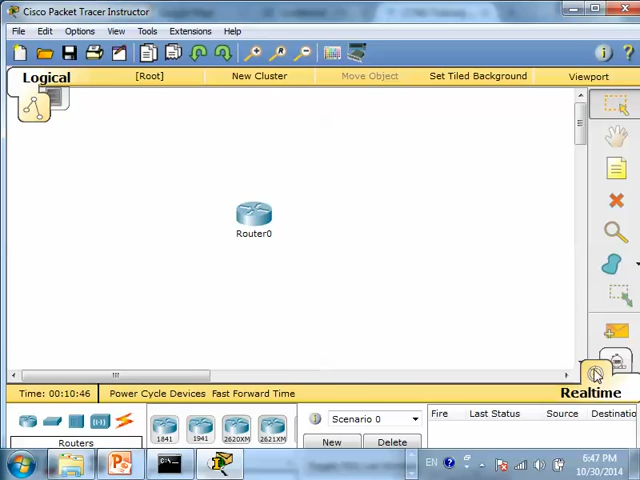 Cisco Packet Tracer Instructor
File Edit Options View Tools Extensions Help
Logical [Root] New Cluster Move Object Set Tiled Background Viewport
Router0
Time: 00:10:46 Power Cycle Devices Fast Forward Time Realtime
Scenario 0 Fire Last Status Source Destinatio
1841 1941 2620XM 2621XM
Routers New Delete
EN 6:47 PM
10/30/2014